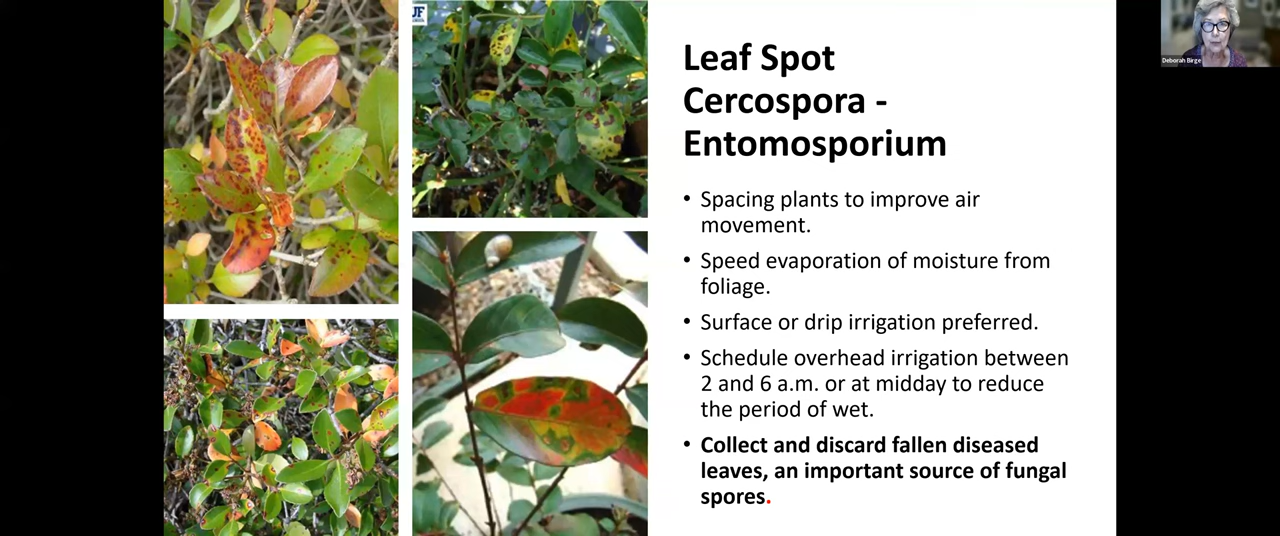 UF
Leaf Spot
Cercospora -
Entomosporium
• Spacing plants to improve air
movement.
• Speed evaporation of moisture from
foliage.
• Surface or drip irrigation preferred.
• Schedule overhead irrigation between
2 and 6 a.m. or at midday to reduce
the period of wet.
• Collect and discard fallen diseased
leaves, an important source of fungal
spores.
Deborah Birge